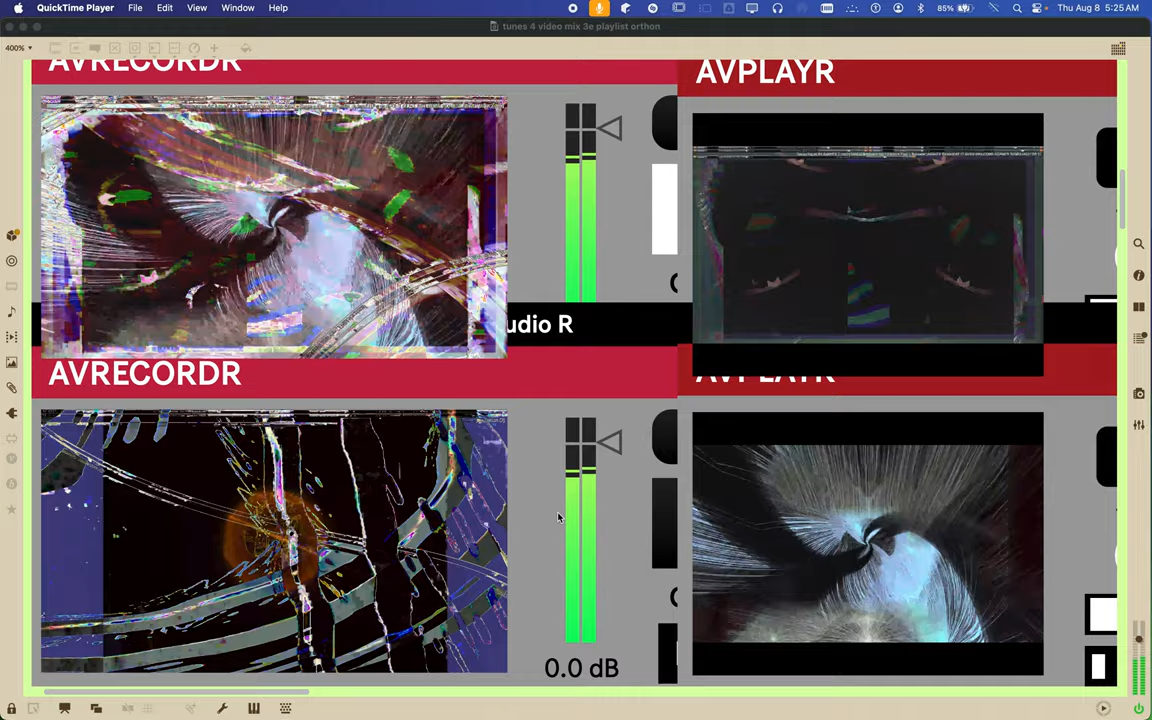 QuickTime Player File Edit View Window Help 85% Thu Aug 8 5:25 AM
tunes 4 video mix 3e playlist orthon
400%
AVRECORDR AVPLAYR
udio R
AVRECORDR AVPLAYR
0.0 dB